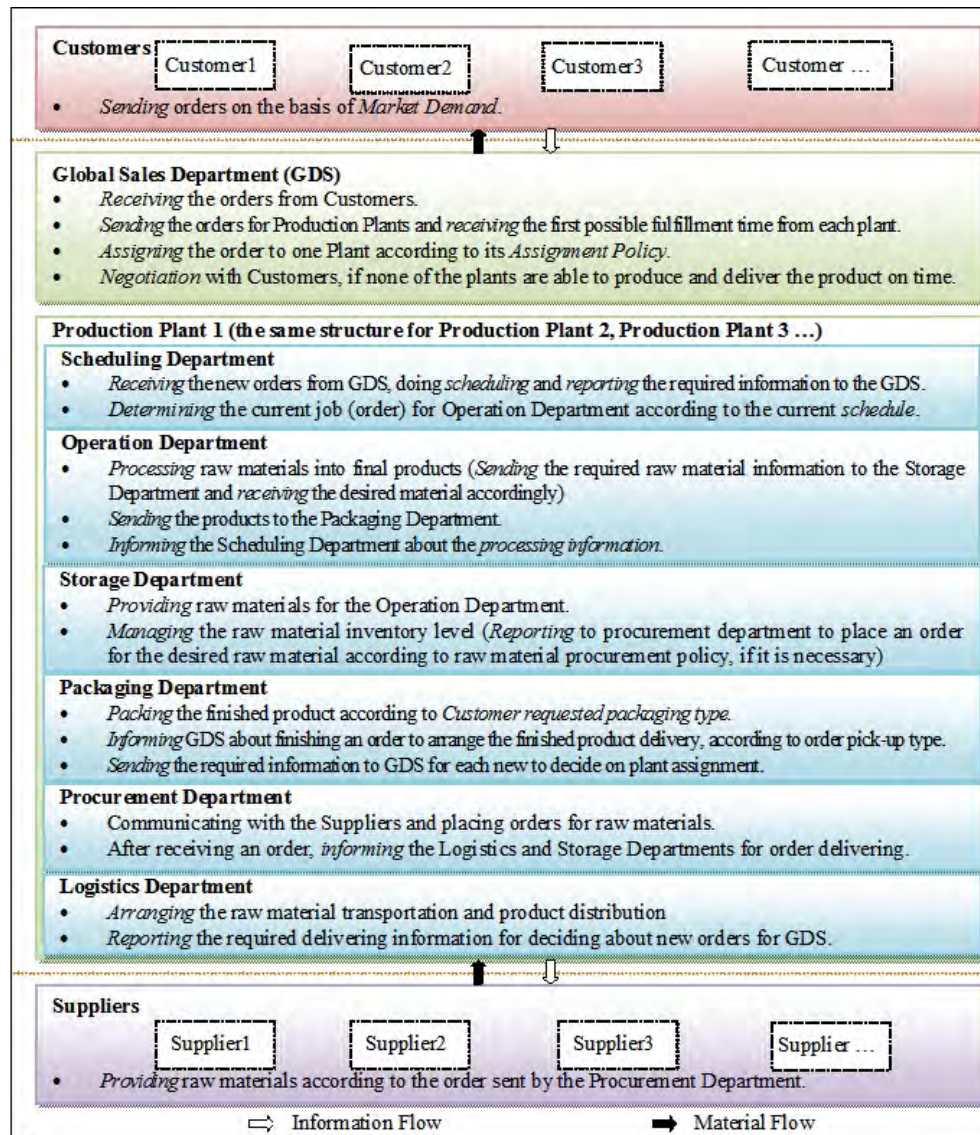 Customers
Customer1 Customer2 Customer3 Customer …
• Sending orders on the basis of Market Demand.
Global Sales Department (GDS)
• Receiving the orders from Customers.
• Sending the orders for Production Plants and receiving the first possible fulfillment time from each plant.
• Assigning the order to one Plant according to its Assignment Policy.
• Negotiation with Customers, if none of the plants are able to produce and deliver the product on time.
Production Plant 1 (the same structure for Production Plant 2, Production Plant 3 …)
Scheduling Department
• Receiving the new orders from GDS, doing scheduling and reporting the required information to the GDS.
• Determining the current job (order) for Operation Department according to the current schedule.
Operation Department
• Processing raw materials into final products (Sending the required raw material information to the Storage
Department and receiving the desired material accordingly)
• Sending the products to the Packaging Department.
• Informing the Scheduling Department about the processing information.
Storage Department
• Providing raw materials for the Operation Department.
• Managing the raw material inventory level (Reporting to procurement department to place an order
for the desired raw material according to raw material procurement policy, if it is necessary)
Packaging Department
• Packing the finished product according to Customer requested packaging type.
• Informing GDS about finishing an order to arrange the finished product delivery, according to order pick-up type.
• Sending the required information to GDS for each new to decide on plant assignment.
Procurement Department
• Communicating with the Suppliers and placing orders for raw materials.
• After receiving an order, informing the Logistics and Storage Departments for order delivering.
Logistics Department
• Arranging the raw material transportation and product distribution
• Reporting the required delivering information for deciding about new orders for GDS.
Suppliers
Supplier1 Supplier2 Supplier3 Supplier …
• Providing raw materials according to the order sent by the Procurement Department.
Information Flow Material Flow